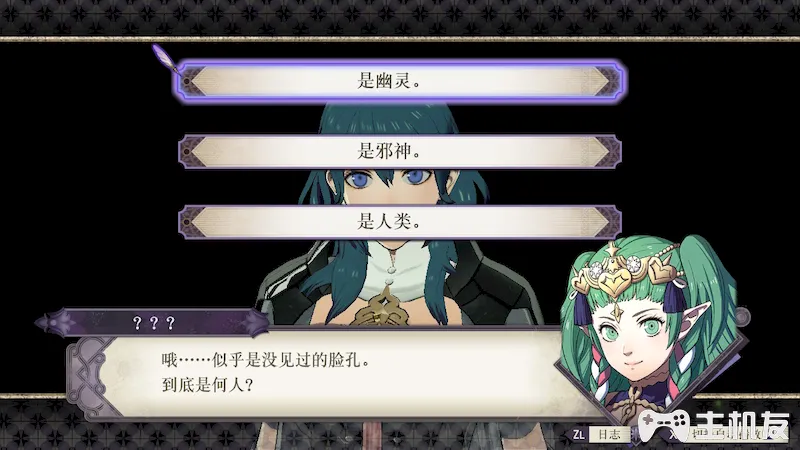 是幽灵。
是邪神。
是人类。
？？？
哦……似乎是没见过的脸孔。
到底是何人？
ZL 日志
主机友